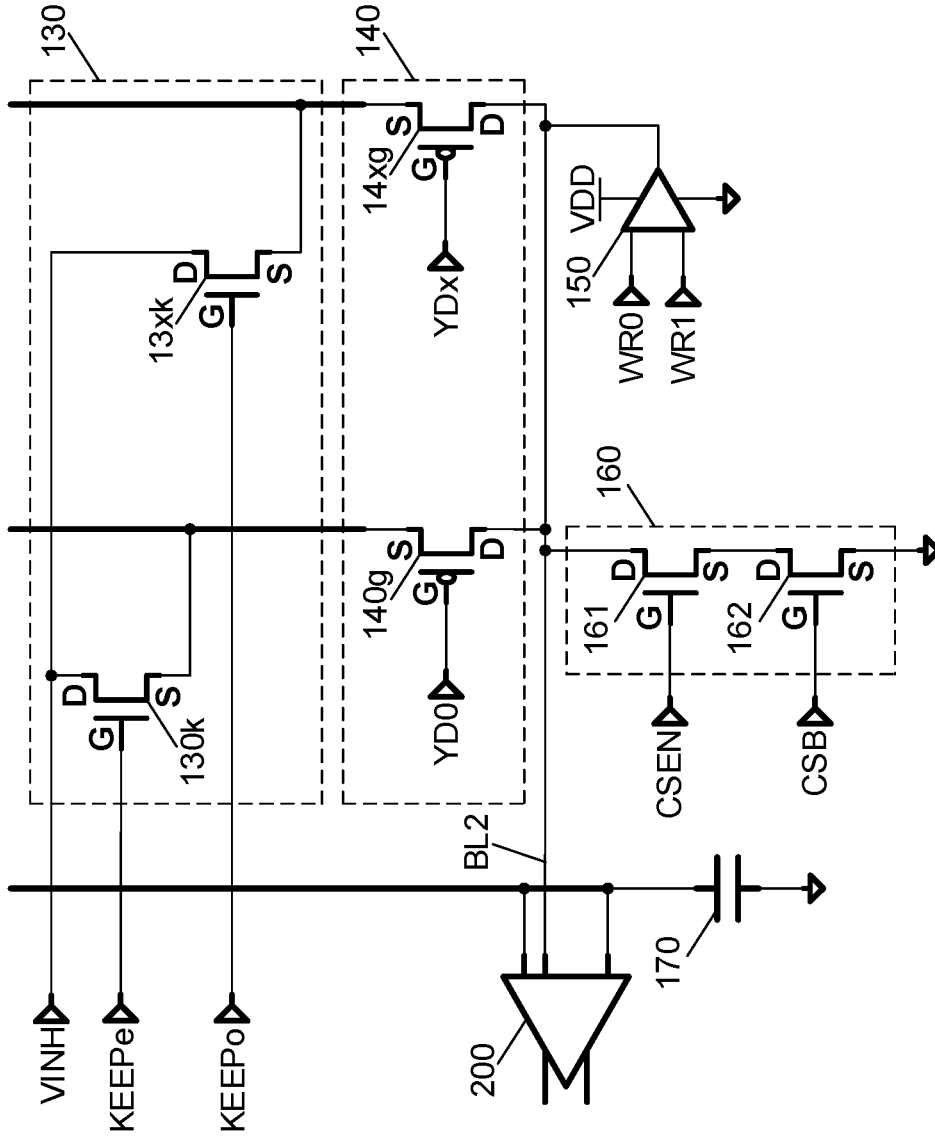 VINH
130
D
G
KEEPe
S
130k
13xk
D
G
KEEPo
S
140g
S
14xg
S
140
G
G
YD0
YDx
BL2
200
D
D
150
VDD
161
D
160
WR0
G
170
CSEN
WR1
S
162
D
G
CSB
S